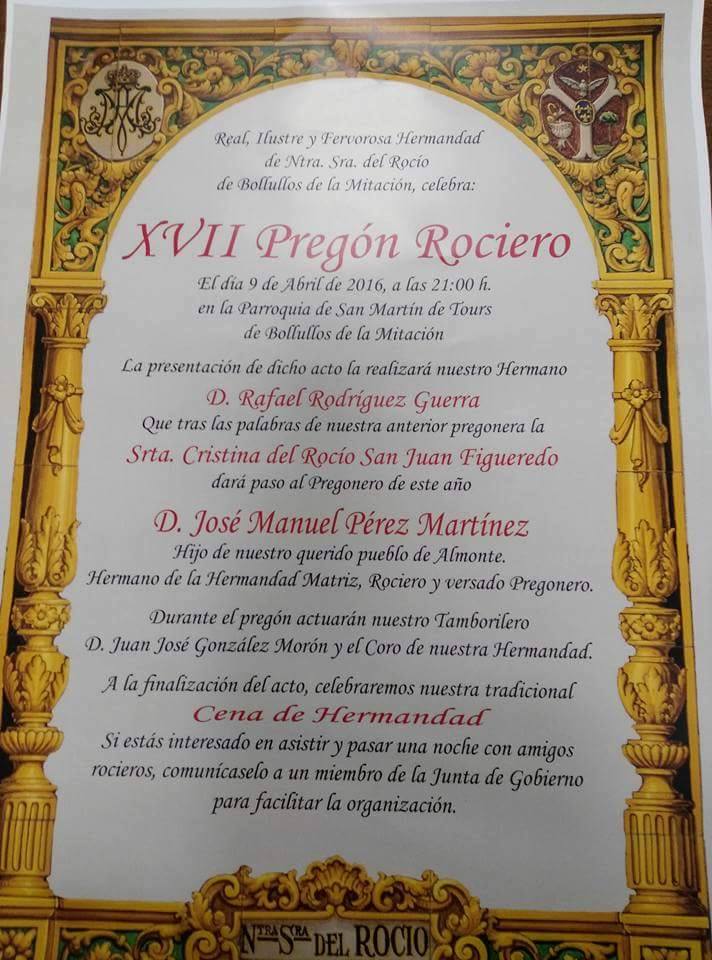 Real, Ilustre y Fervorosa Hermandad
de Ntra. Sra. del Rocío
de Bollullos de la Mitación, celebra:
XVII Pregón Rociero
El día 9 de Abril de 2016, a las 21:00 h.
en la Parroquia de San Martín de Tours
de Bollullos de la Mitación
La presentación de dicho acto la realizará nuestro Hermano
D. Rafael Rodríguez Guerra
Que tras las palabras de nuestra anterior pregonera la
Srta. Cristina del Rocío San Juan Figueredo
dará paso al Pregonero de este año
D. José Manuel Pérez Martínez
Hijo de nuestro querido pueblo de Almonte.
Hermano de la Hermandad Matriz, Rociero y versado Pregonero.
Durante el pregón actuarán nuestro Tamborilero
D. Juan José González Morón y el Coro de nuestra Hermandad.
A la finalización del acto, celebraremos nuestra tradicional
Cena de Hermandad
Si estás interesado en asistir y pasar una noche con amigos
rocieros, comunícaselo a un miembro de la Junta de Gobierno
para facilitar la organización.
NTRA SRA DEL ROCIO